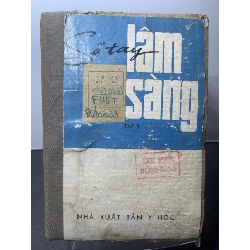 Sổ tay
lâm
sàng
TẬP 1
NHÀ XUẤT BẢN Y HỌC